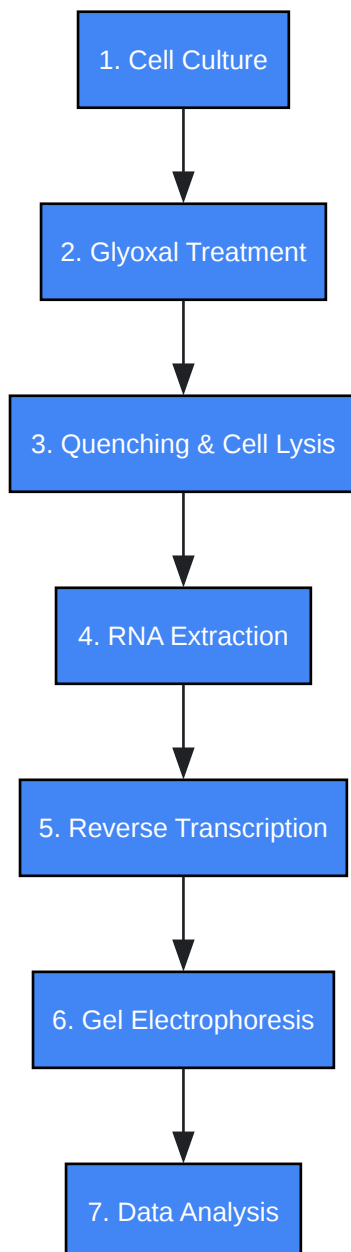 1. Cell Culture
2. Glyoxal Treatment
3. Quenching & Cell Lysis
4. RNA Extraction
5. Reverse Transcription
6. Gel Electrophoresis
7. Data Analysis